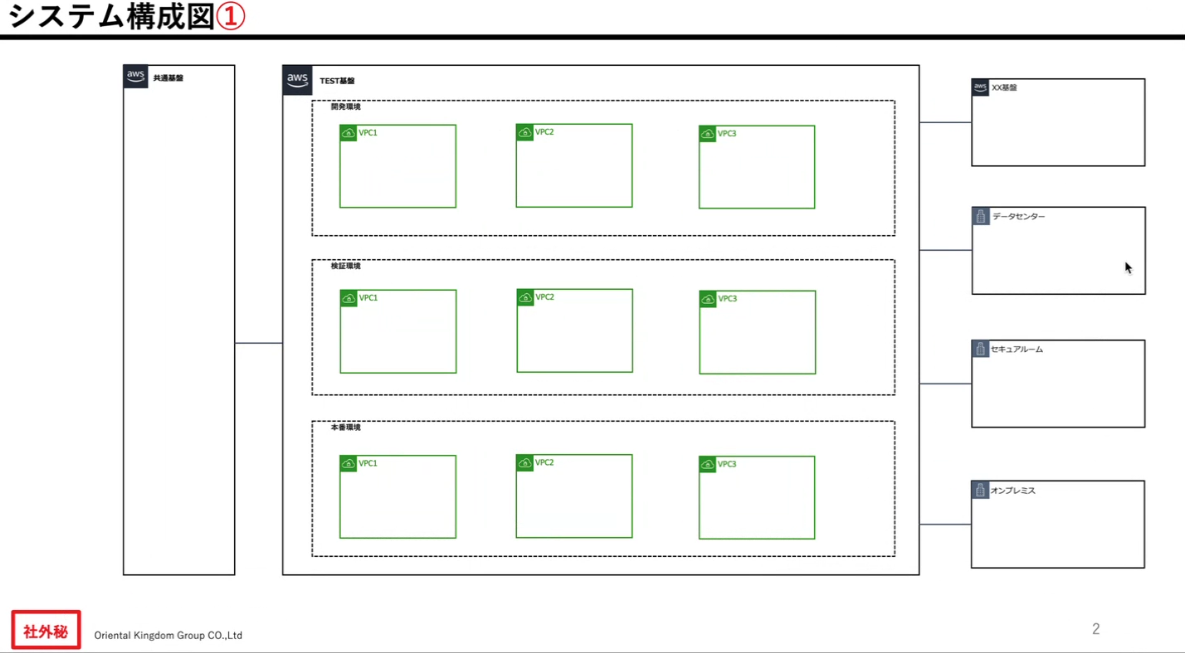 システム構成図①
aws 共通基盤
aws TEST基盤
開発環境
VPC1
VPC2
VPC3
検証環境
VPC1
VPC2
VPC3
本番環境
VPC1
VPC2
VPC3
aws XX基盤
データセンター
セキュアルーム
オンプレミス
社外秘
Oriental Kingdom Group CO.,Ltd
2